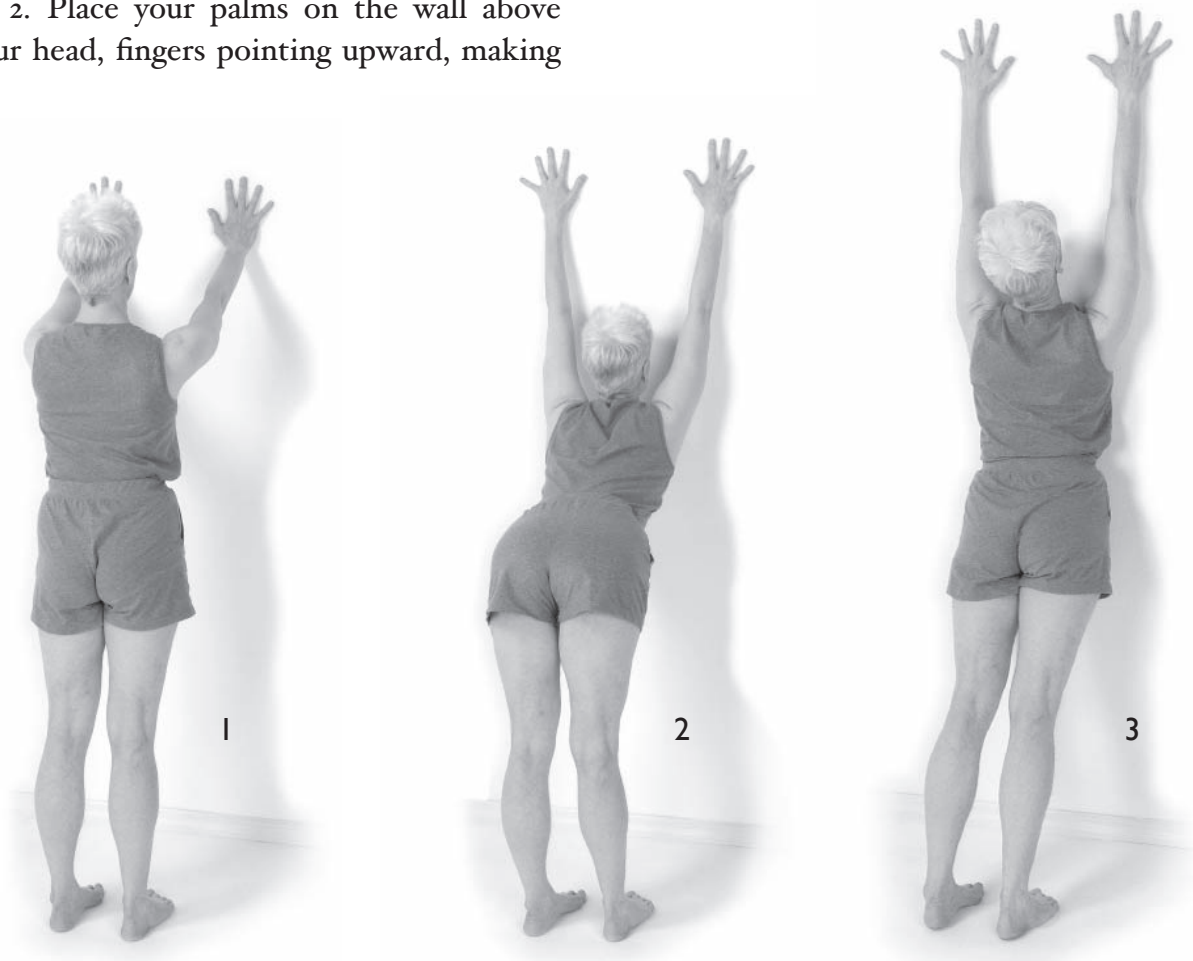 2. Place your palms on the wall above
ur head, fingers pointing upward, making
1
2
3